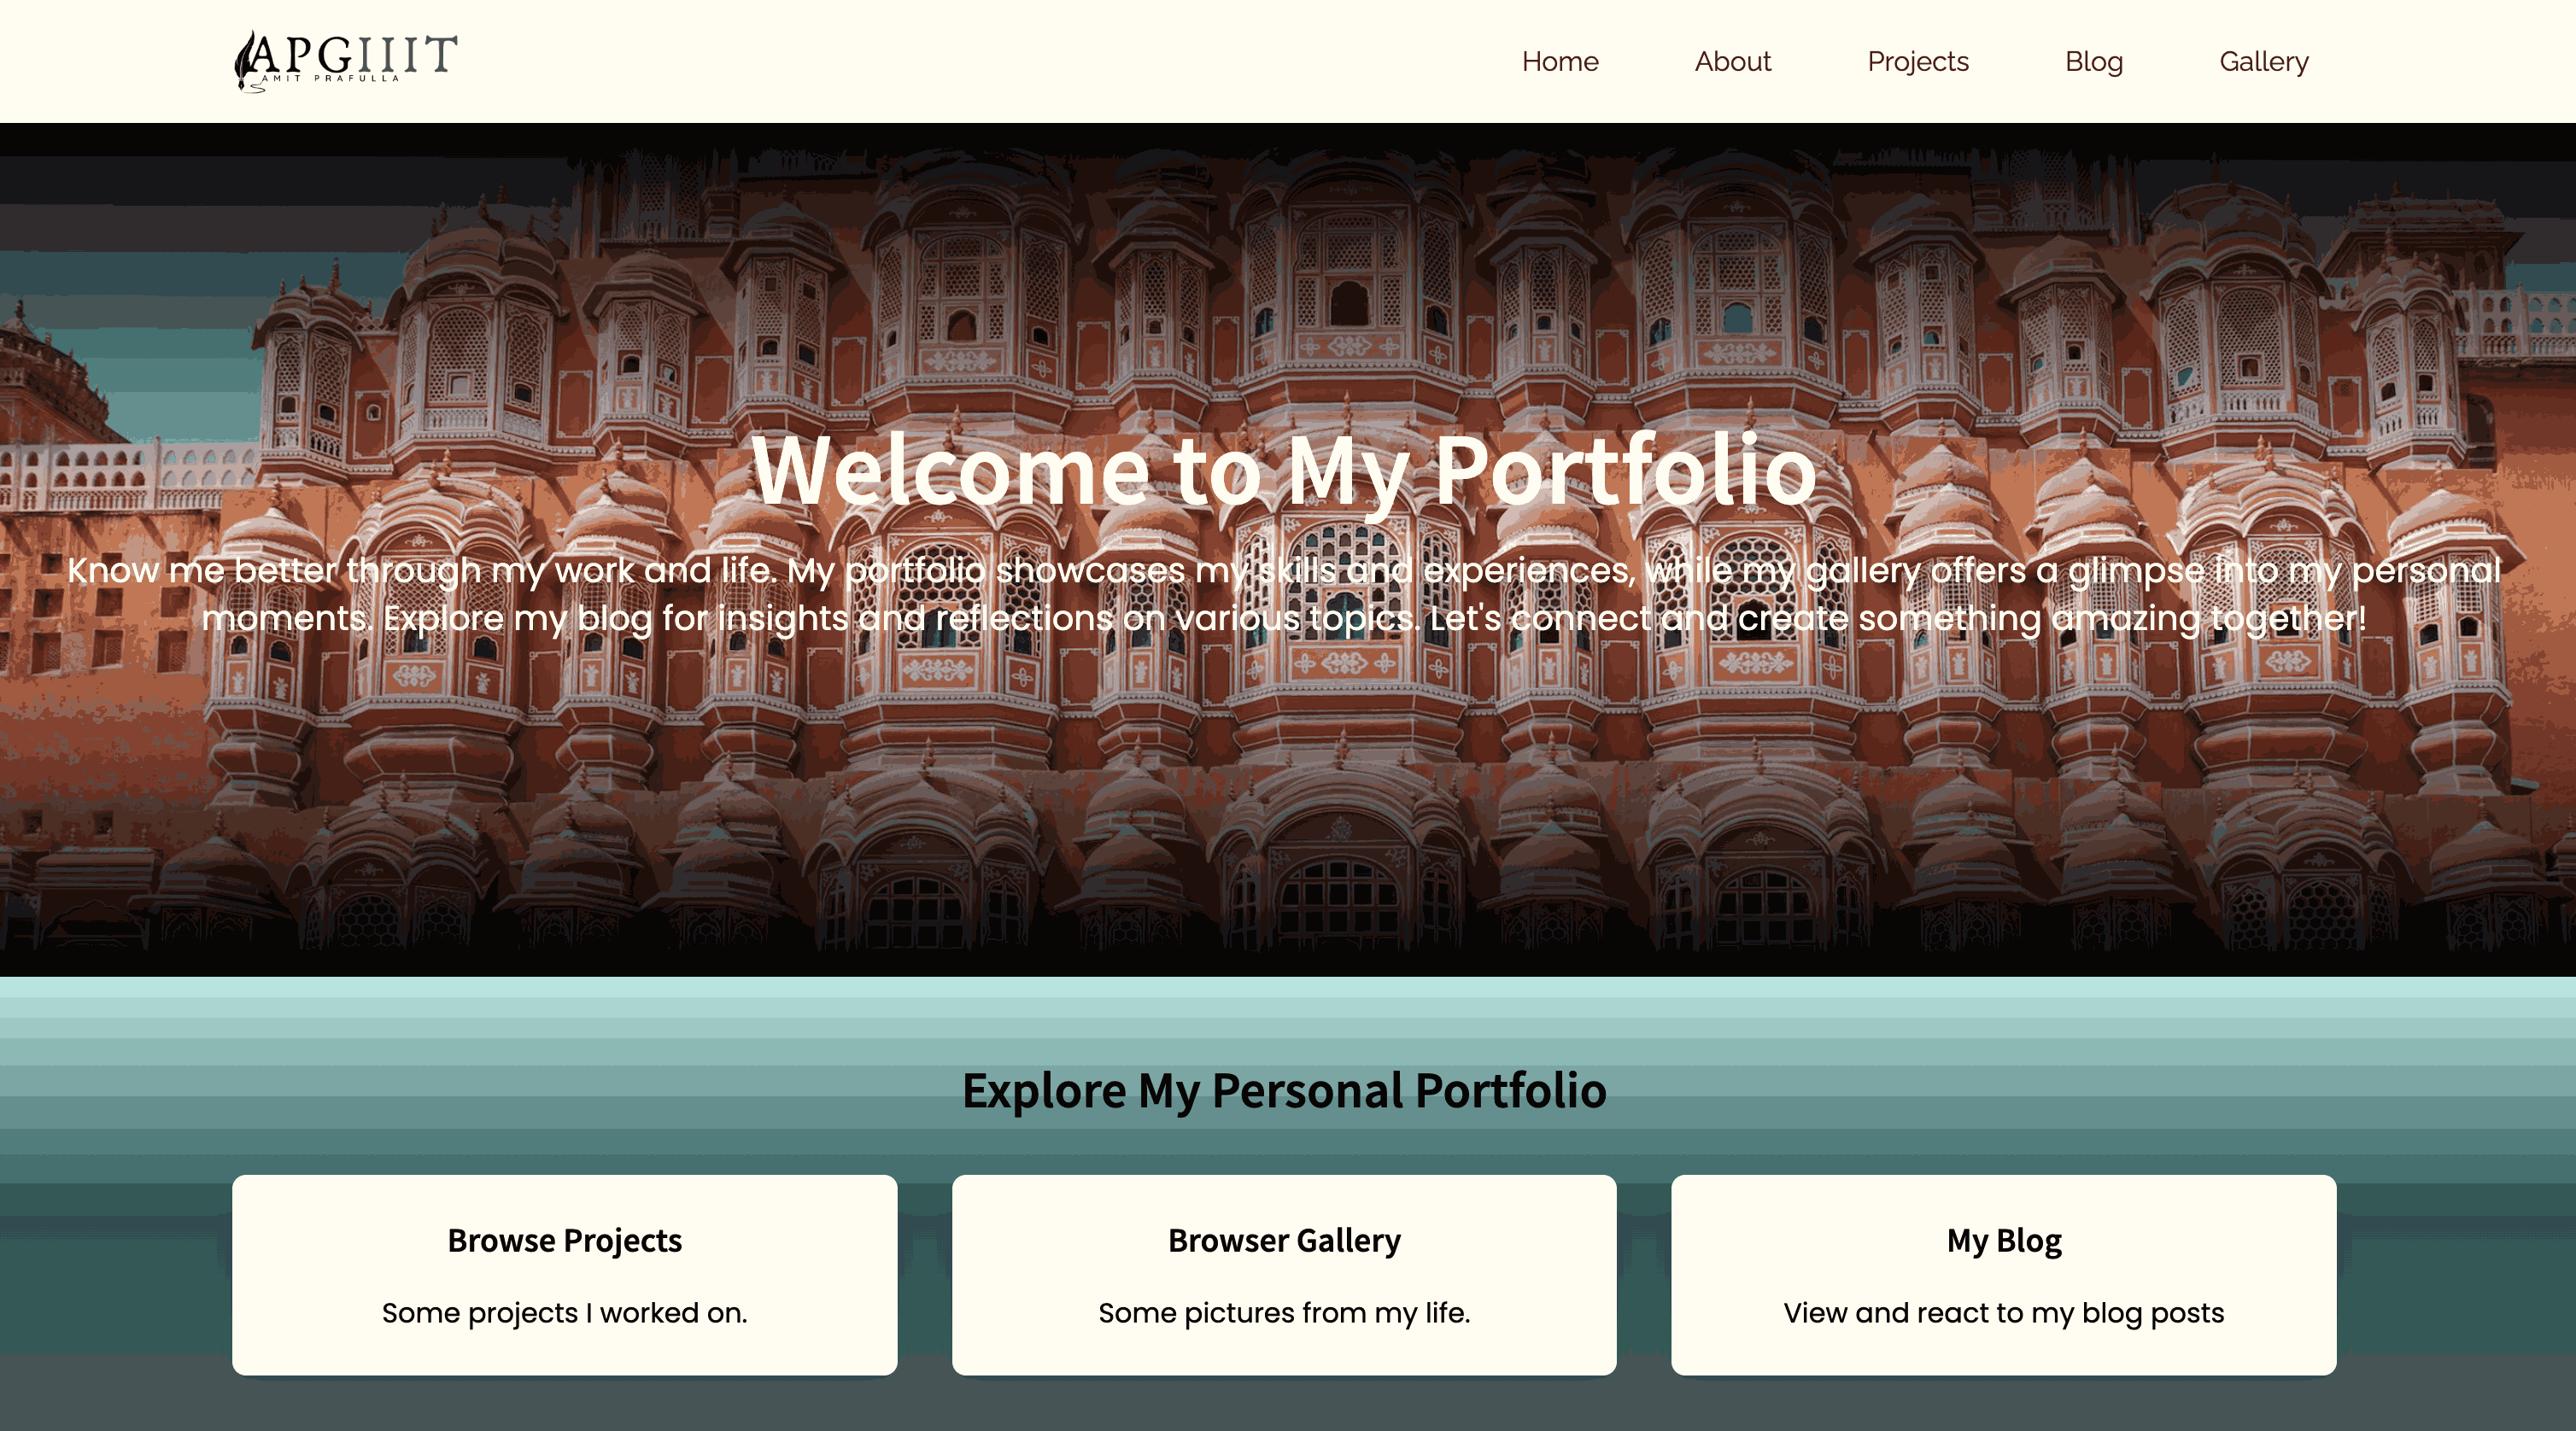 APGIIIT
AMIT PRAFULLA
Home About Projects Blog Gallery
Welcome to My Portfolio
Know me better through my work and life. My portfolio showcases my skills and experiences, while my gallery offers a glimpse into my personal
moments. Explore my blog for insights and reflections on various topics. Let's connect and create something amazing together!
Explore My Personal Portfolio
Browse Projects
Some projects I worked on.
Browser Gallery
Some pictures from my life.
My Blog
View and react to my blog posts